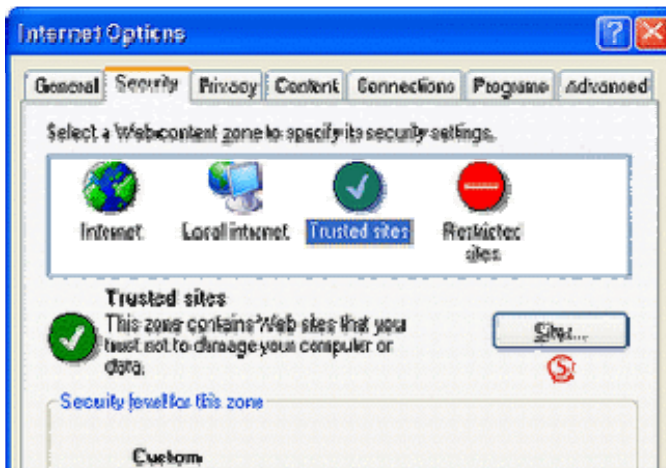 Internet Options
General Security Privacy Content Connections Programs Advanced
Select a Web content zone to specify its security settings.
Internet Local intranet Trusted sites Restricted sites
Trusted sites
This zone contains Web sites that you
trust not to damage your computer or
data.
Sites...
5
Security level for this zone
Custom